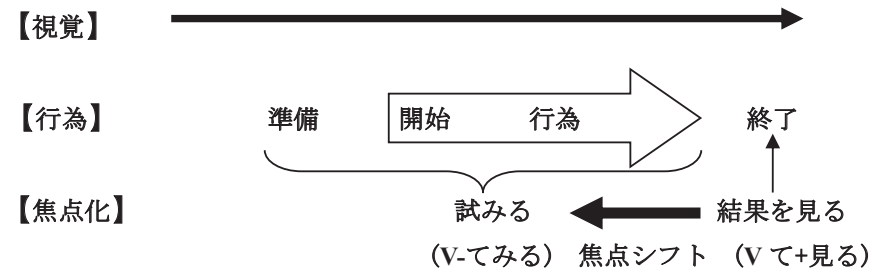 【視覚】
【行為】 準備 開始 行為 終了
【焦点化】 試みる 結果を見る
（V-てみる） 焦点シフト （V て+見る）